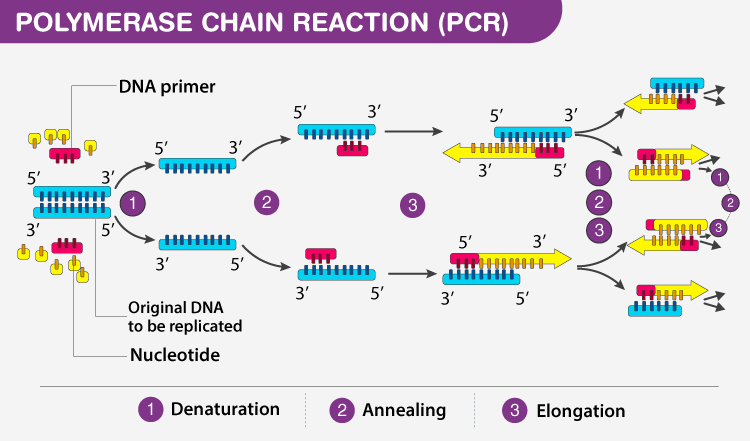 POLYMERASE CHAIN REACTION (PCR)
DNA primer
5’ 3’
3’ 5’
1
5’ 3’
3’ 5’
2
5’ 3’
3’ 5’
3
5’ 3’
3’ 5’
5’ 3’
3’ 5’
1
2
3
1
2
3
Original DNA
to be replicated
Nucleotide
1 Denaturation
2 Annealing
3 Elongation